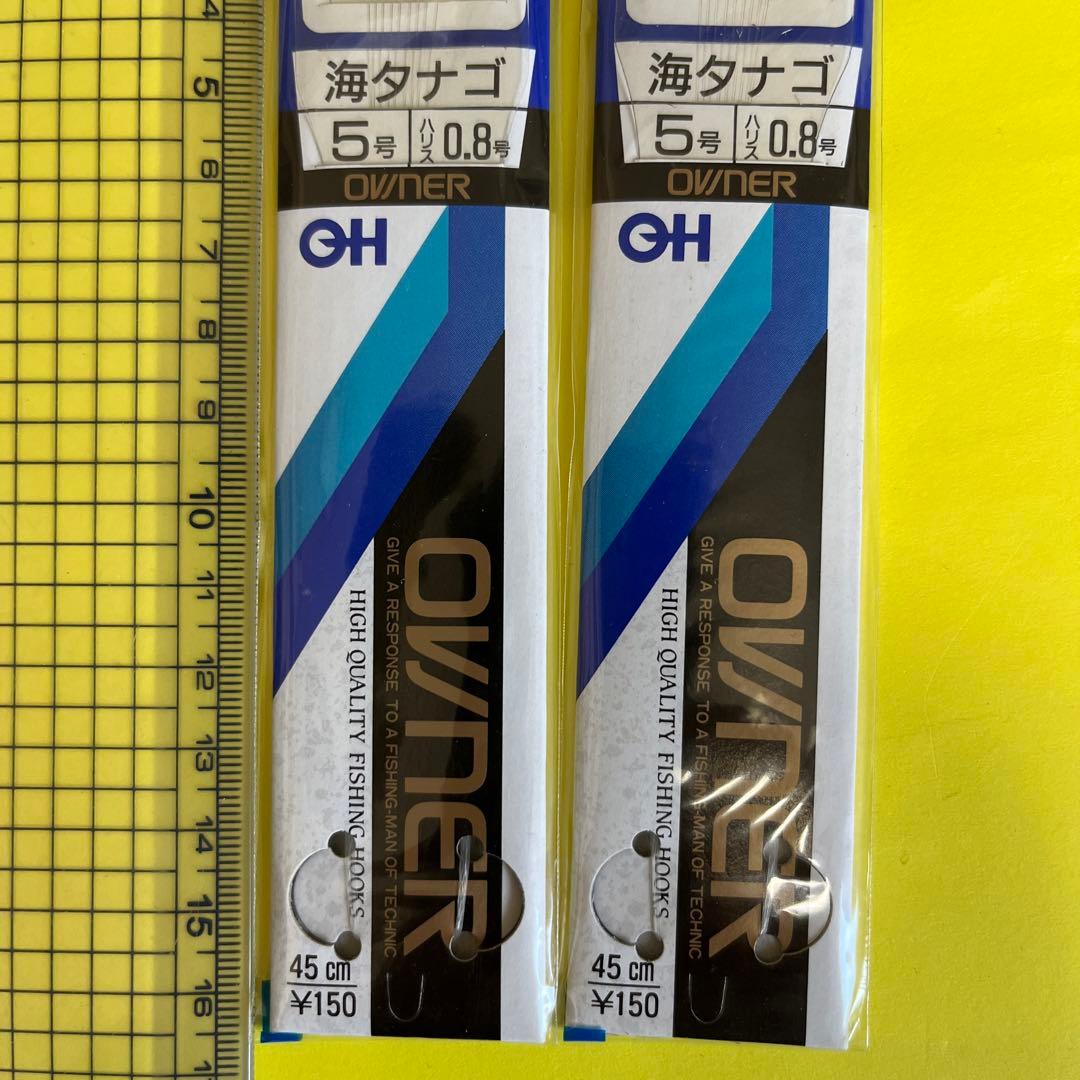 4
5
6
7
8
9
10
11
12
13
14
15
16
海タナゴ
5号 ハリス 0.8号
OWNER
OH
OWNER
GIVE A RESPONSE TO A FISHING-MAN OF TECHNIC
HIGH QUALITY FISHING HOOKS
45cm
¥150
海タナゴ
5号 ハリス 0.8号
OWNER
OH
OWNER
GIVE A RESPONSE TO A FISHING-MAN OF TECHNIC
HIGH QUALITY FISHING HOOKS
45cm
¥150